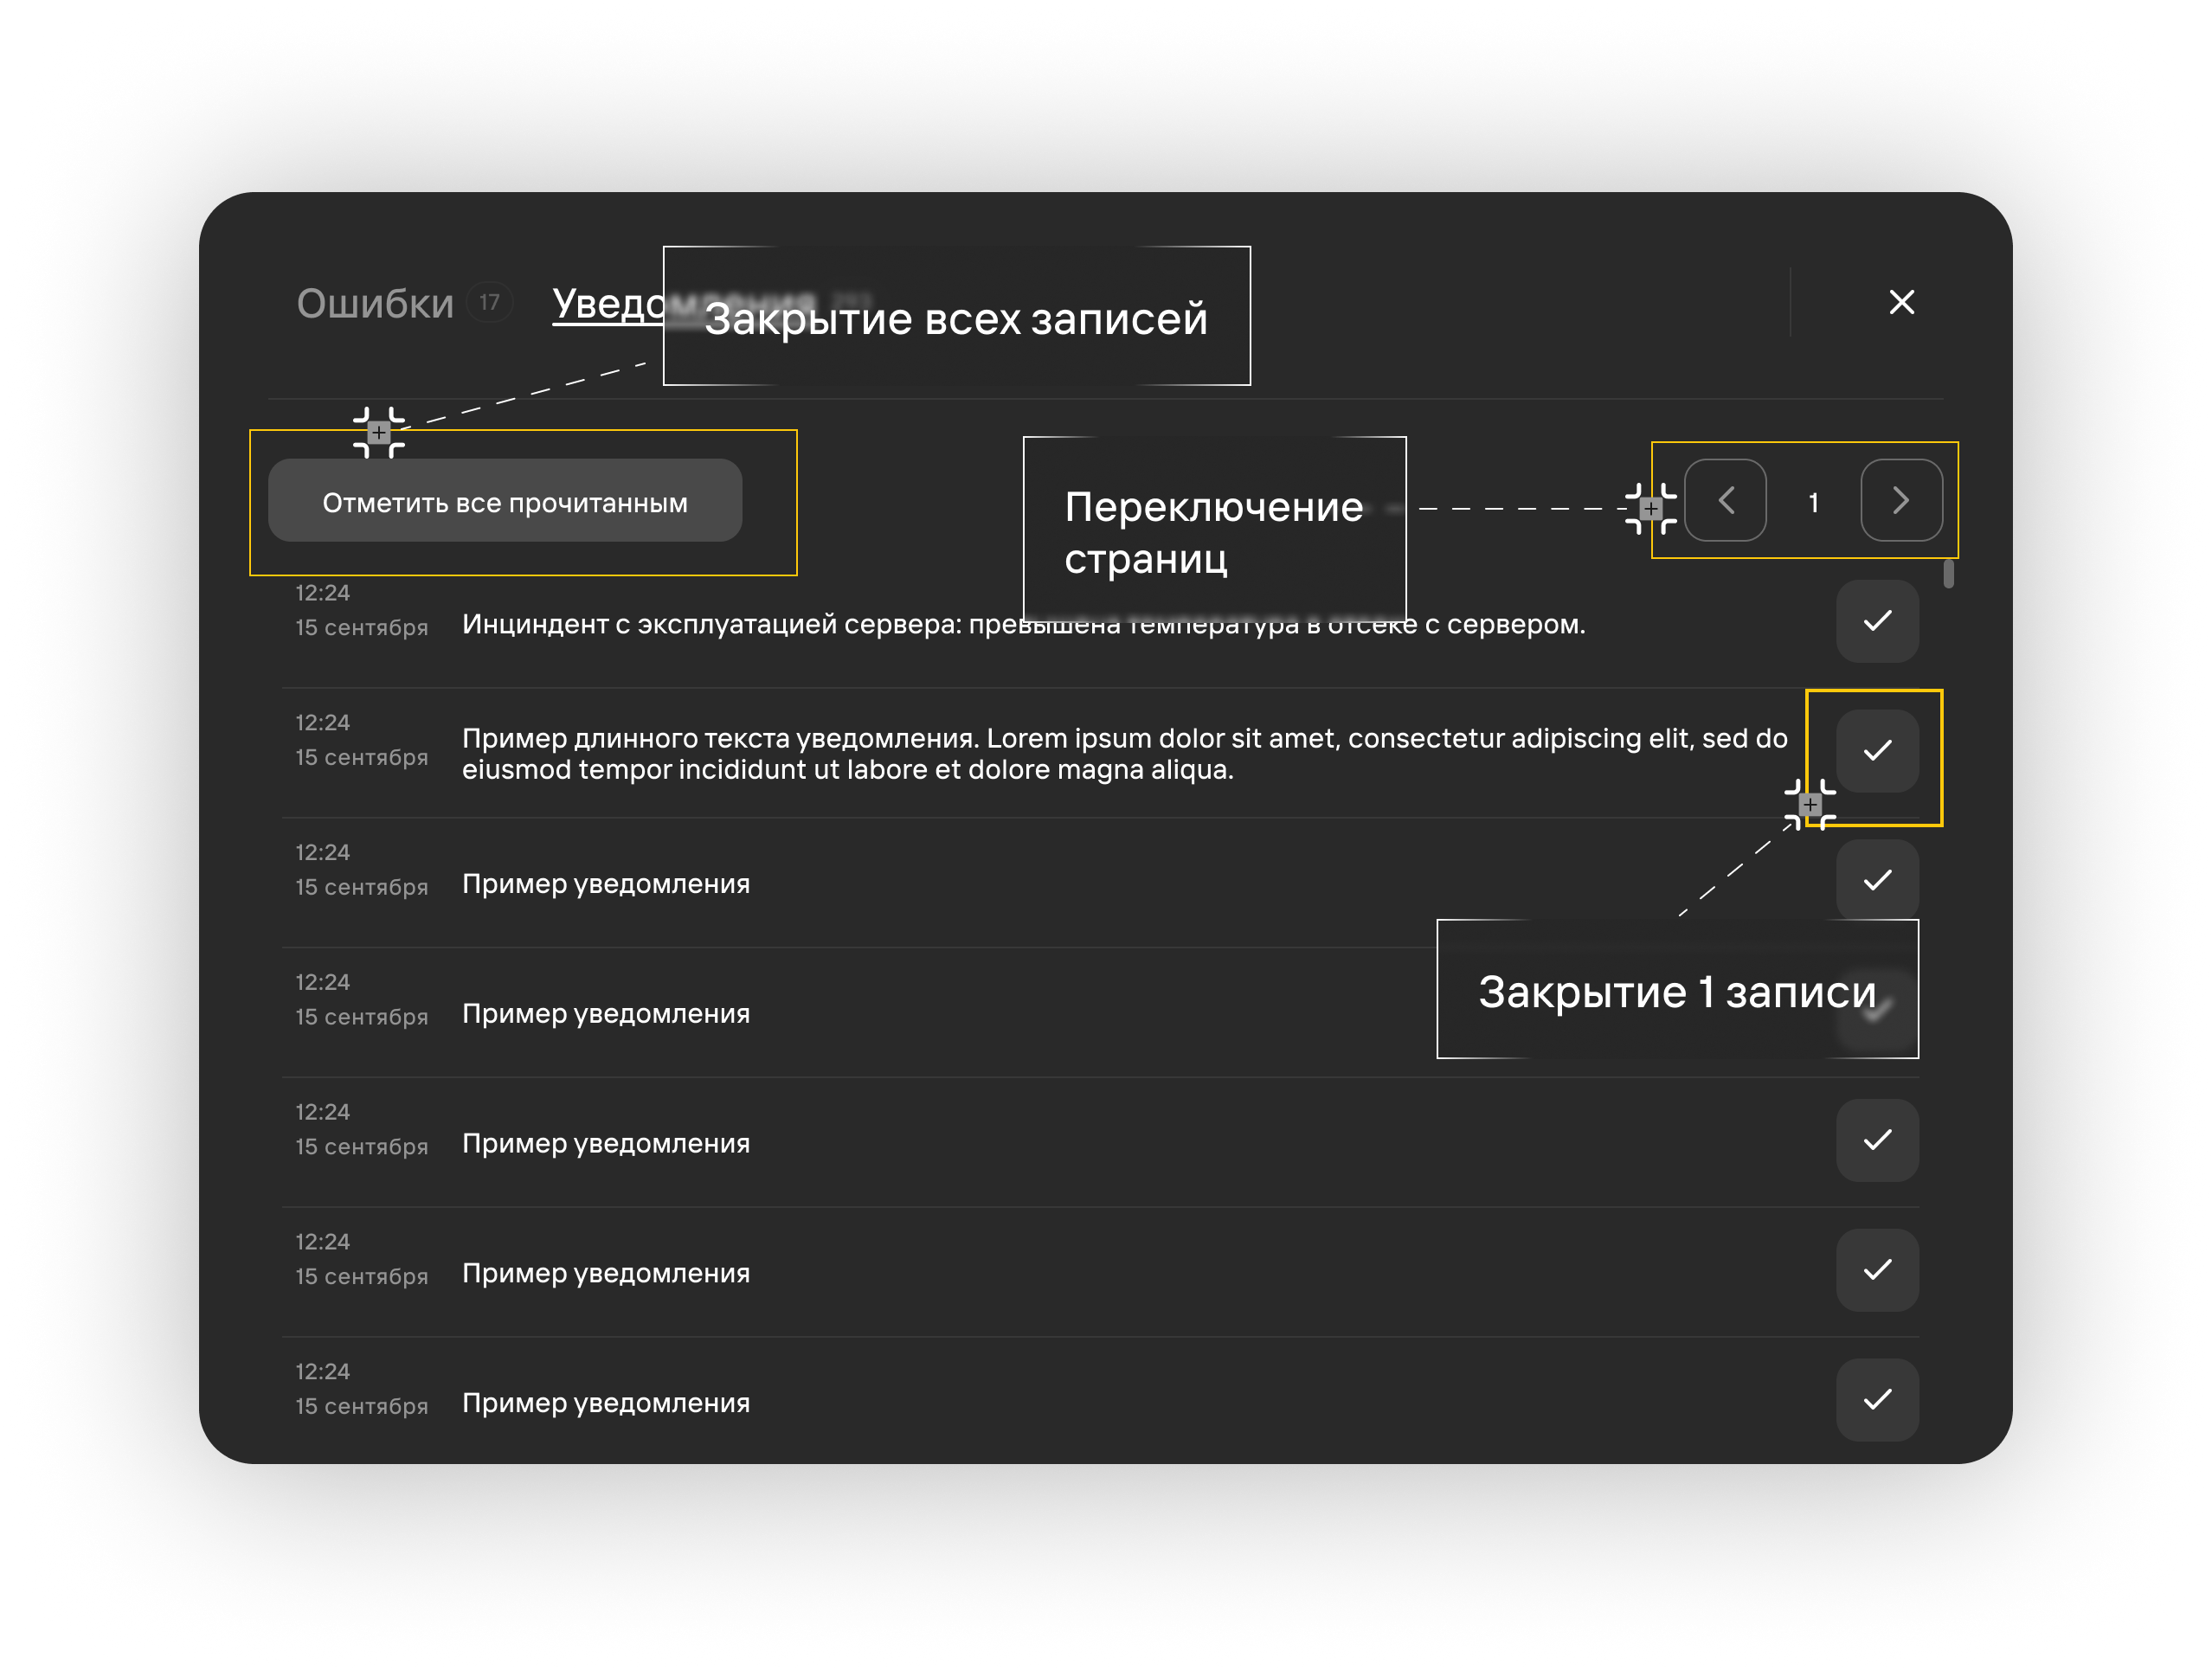 Ошибки 17
Закрытие всех записей
Отметить все прочитанным
Переключение
страниц
1
12:24
15 сентября
Инциндент с эксплуатацией сервера: превышена температура в отсеке с сервером.
12:24
15 сентября
Пример длинного текста уведомления. Lorem ipsum dolor sit amet, consectetur adipiscing elit, sed do
eiusmod tempor incididunt ut labore et dolore magna aliqua.
12:24
15 сентября
Пример уведомления
12:24
15 сентября
Пример уведомления
Закрытие 1 записи
12:24
15 сентября
Пример уведомления
12:24
15 сентября
Пример уведомления
12:24
15 сентября
Пример уведомления